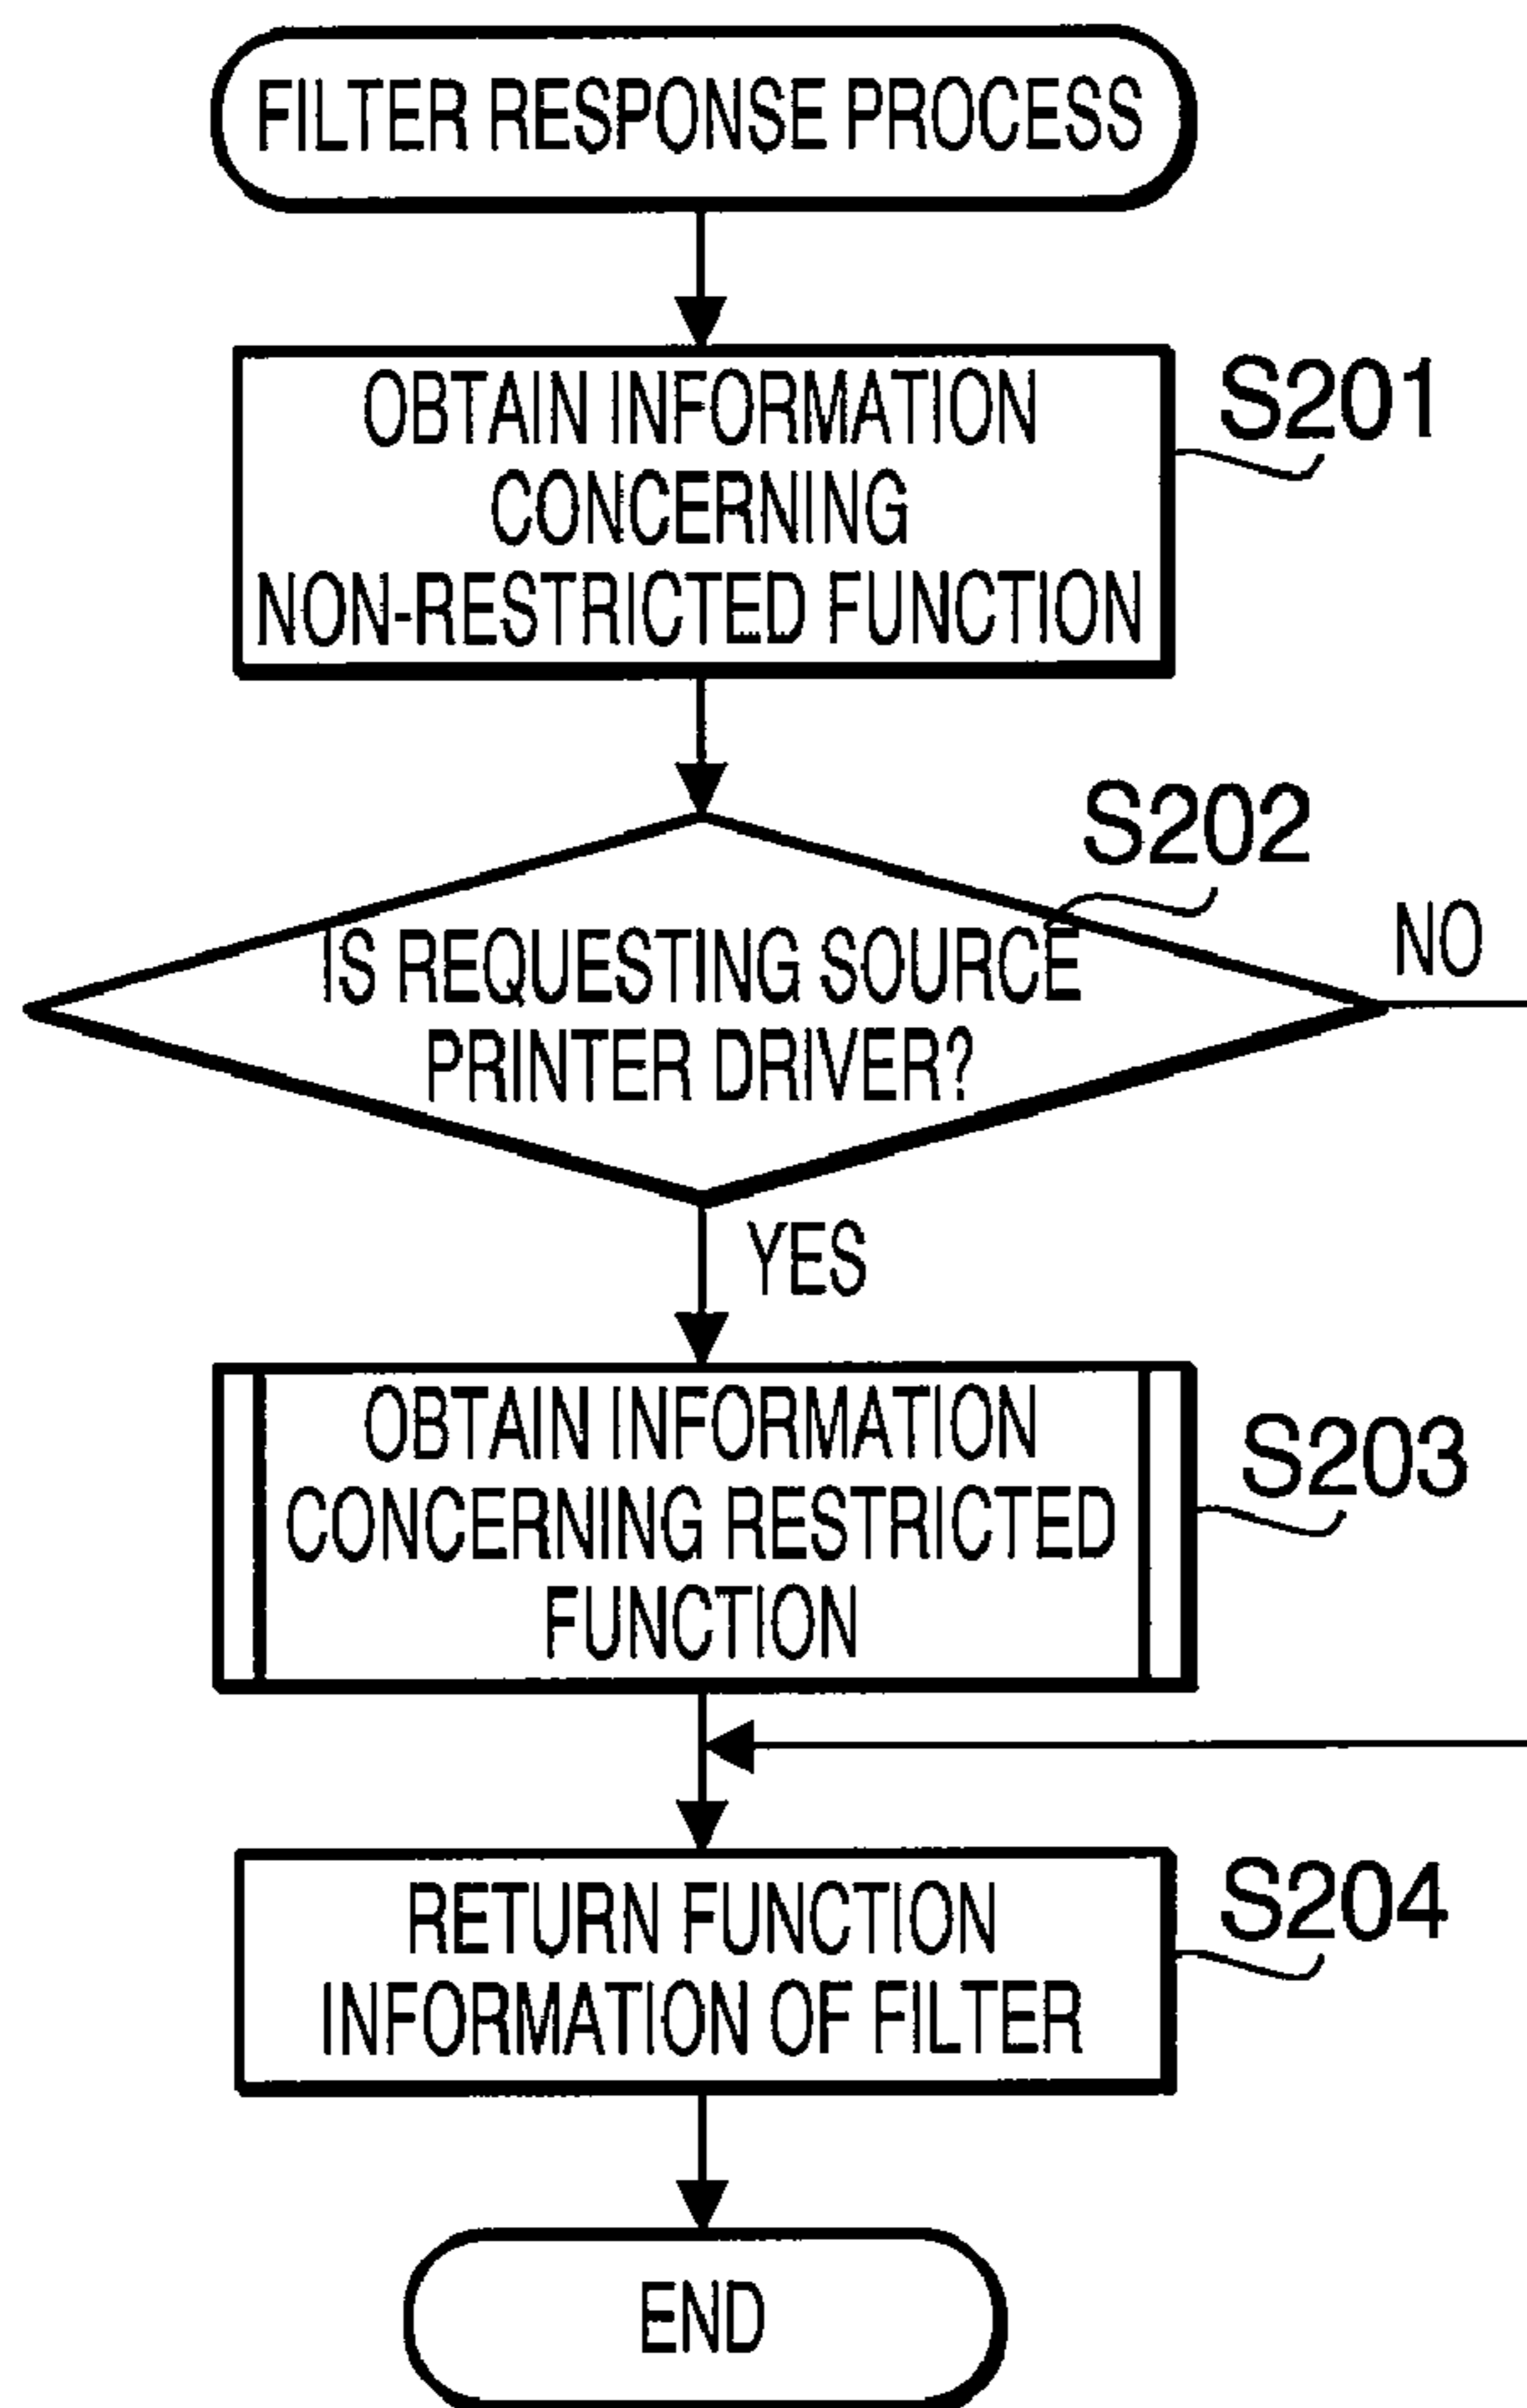 FILTER RESPONSE PROCESS
OBTAIN INFORMATION
CONCERNING
NON-RESTRICTED FUNCTION
S201
S202
IS REQUESTING SOURCE
PRINTER DRIVER?
NO
YES
OBTAIN INFORMATION
CONCERNING RESTRICTED
FUNCTION
S203
RETURN FUNCTION
INFORMATION OF FILTER
S204
END